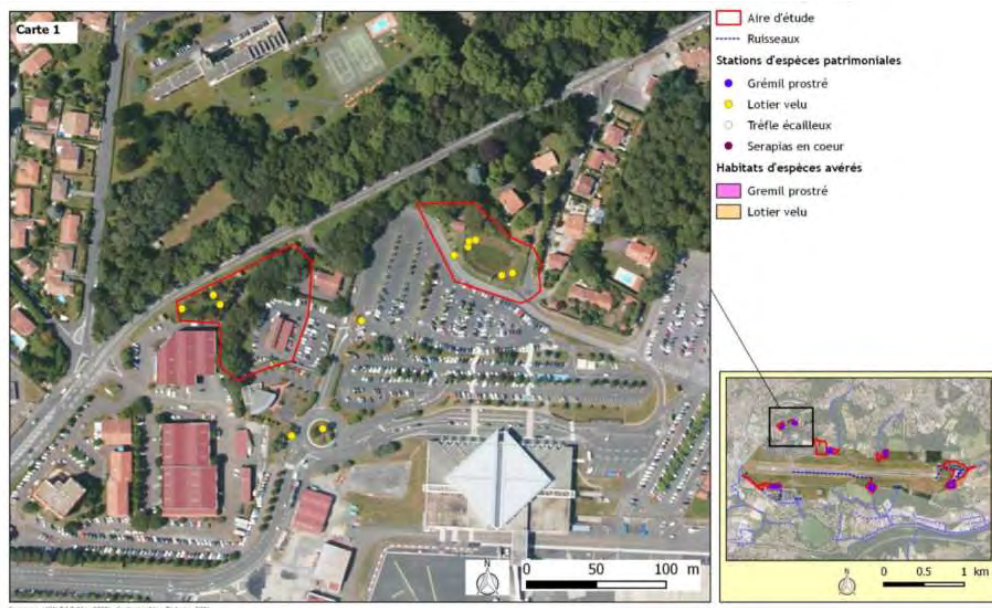 Carte 1
Aire d'étude
Ruisseaux
Stations d'espèces patrimoniales
Grémil prostré
Lotier velu
Tréfle écailleux
Serapias en coeur
Habitats d'espèces avérés
Gremil prostré
Lotier velu
N
0 50 100 m
N
0 0.5 1 km